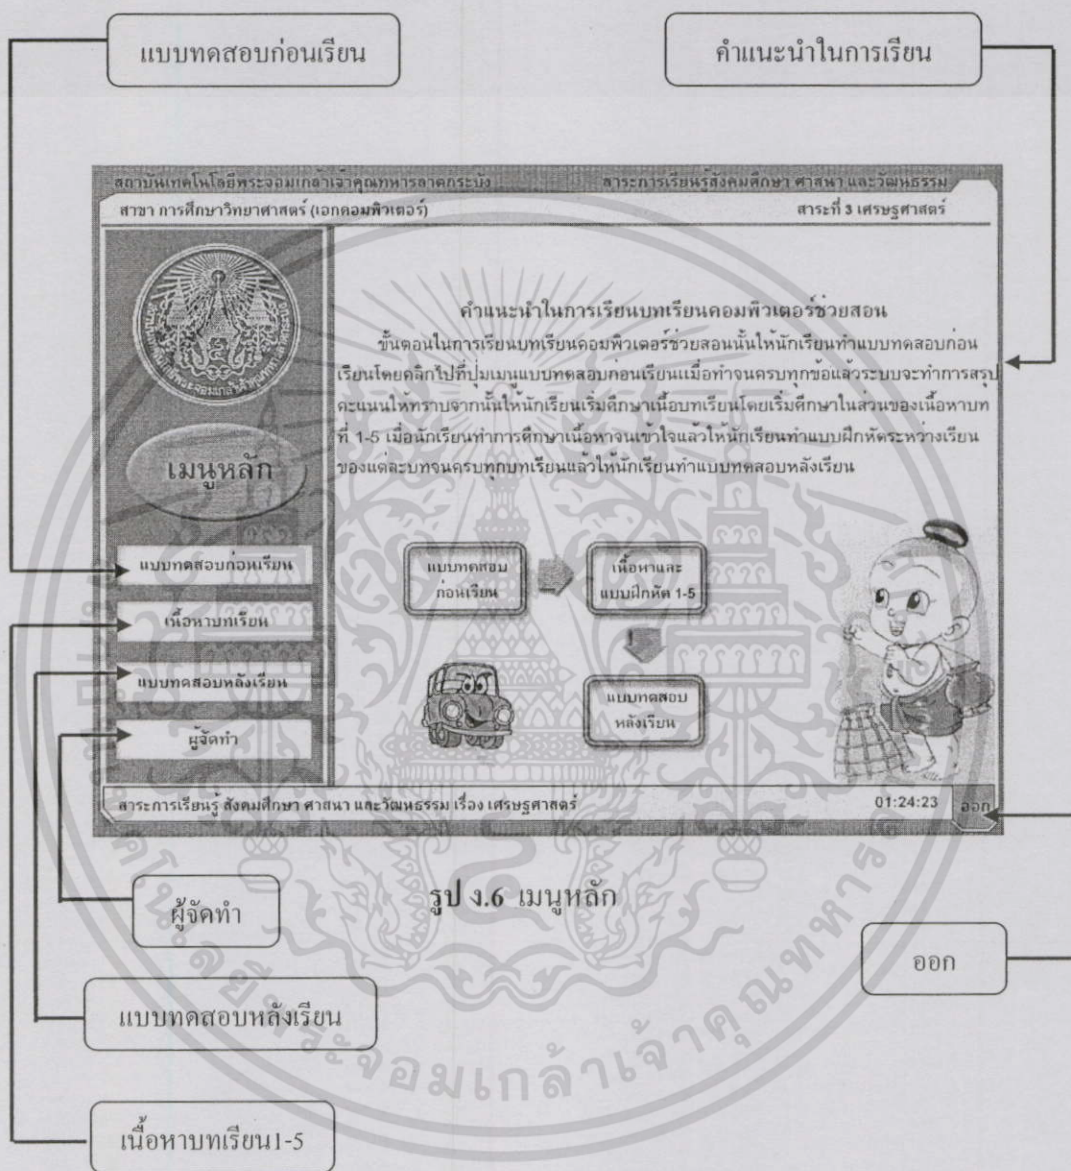 แบบทดสอบก่อนเรียน
คำแนะนำในการเรียน
สถาบันเทคโนโลยีพระจอมเกล้าเจ้าคุณทหารลาดกระบัง
สาระการเรียนรู้สังคมศึกษา ศาสนา และวัฒนธรรม
สาขา การศึกษาวิทยาศาสตร์ (เอกคอมพิวเตอร์)
สาระที่ 3 เศรษฐศาสตร์
คำแนะนำในการเรียนบทเรียนคอมพิวเตอร์ช่วยสอน
ขั้นตอนในการเรียนบทเรียนคอมพิวเตอร์ช่วยสอนนั้นให้นักเรียนทำแบบทดสอบก่อน
เรียนโดยคลิกไปที่ปุ่มเมนูแบบทดสอบก่อนเรียนเมื่อทำจนครบทุกข้อแล้วระบบจะทำการสรุป
คะแนนให้ทราบจากนั้นให้นักเรียนเริ่มศึกษาเนื้อบทเรียนโดยเริ่มศึกษาในส่วนของเนื้อหาบท
ที่ 1-5 เมื่อนักเรียนทำการศึกษาเนื้อหาจนเข้าใจแล้วให้นักเรียนทำแบบฝึกหัดระหว่างเรียน
ของแต่ละบทจนครบทุกบทเรียนแล้วให้นักเรียนทำแบบทดสอบหลังเรียน
เมนูหลัก
แบบทดสอบก่อนเรียน
เนื้อหาบทเรียน
แบบทดสอบหลังเรียน
ผู้จัดทำ
แบบทดสอบ
ก่อนเรียน
เนื้อหาและ
แบบฝึกหัด 1-5
แบบทดสอบ
หลังเรียน
สาระการเรียนรู้ สังคมศึกษา ศาสนา และวัฒนธรรม เรื่อง เศรษฐศาสตร์
01:24:23
ออก
รูป ง.6 เมนูหลัก
ผู้จัดทำ
ออก
แบบทดสอบหลังเรียน
เนื้อหาบทเรียน1-5